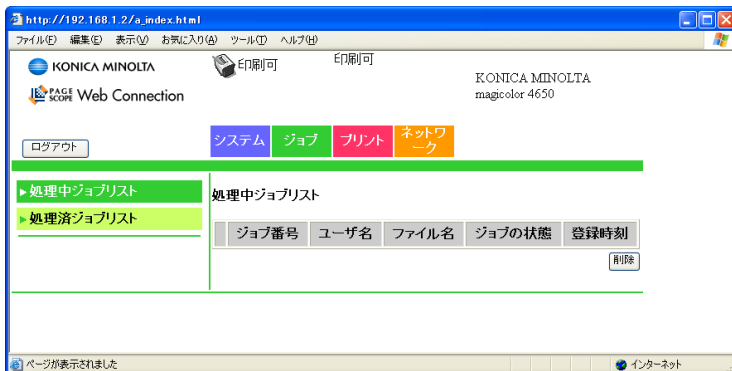 http://192.168.1.2/a_index.html
ファイル(F) 編集(E) 表示(V) お気に入り(A) ツール(T) ヘルプ(H)
KONICA MINOLTA
印刷可
印刷可
KONICA MINOLTA
magicolor 4650
PAGE SCOPE Web Connection
ログアウト
システム
ジョブ
プリント
ネットワ
ーク
処理中ジョブリスト
処理済ジョブリスト
処理中ジョブリスト
ジョブ番号 ユーザ名 ファイル名 ジョブの状態 登録時刻
削除
ページが表示されました
インターネット